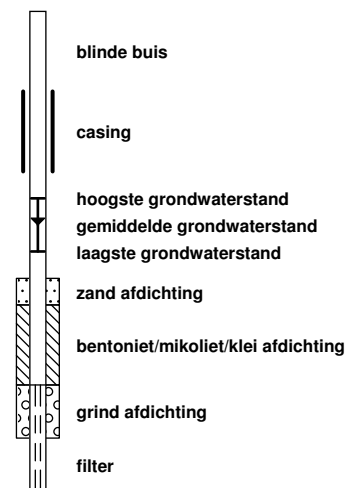 blinde buis
casing
hoogste grondwaterstand
gemiddelde grondwaterstand
laagste grondwaterstand
zand afdichting
bentoniet/mikoliet/klei afdichting
grind afdichting
filter